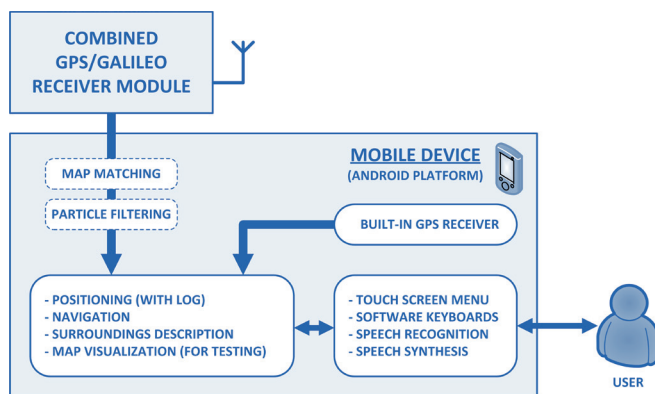 COMBINED
GPS/GALILEO
RECEIVER MODULE
MOBILE DEVICE
(ANDROID PLATFORM)
MAP MATCHING
PARTICLE FILTERING
BUILT-IN GPS RECEIVER
- POSITIONING (WITH LOG)
- NAVIGATION
- SURROUNDINGS DESCRIPTION
- MAP VISUALIZATION (FOR TESTING)
- TOUCH SCREEN MENU
- SOFTWARE KEYBOARDS
- SPEECH RECOGNITION
- SPEECH SYNTHESIS
USER